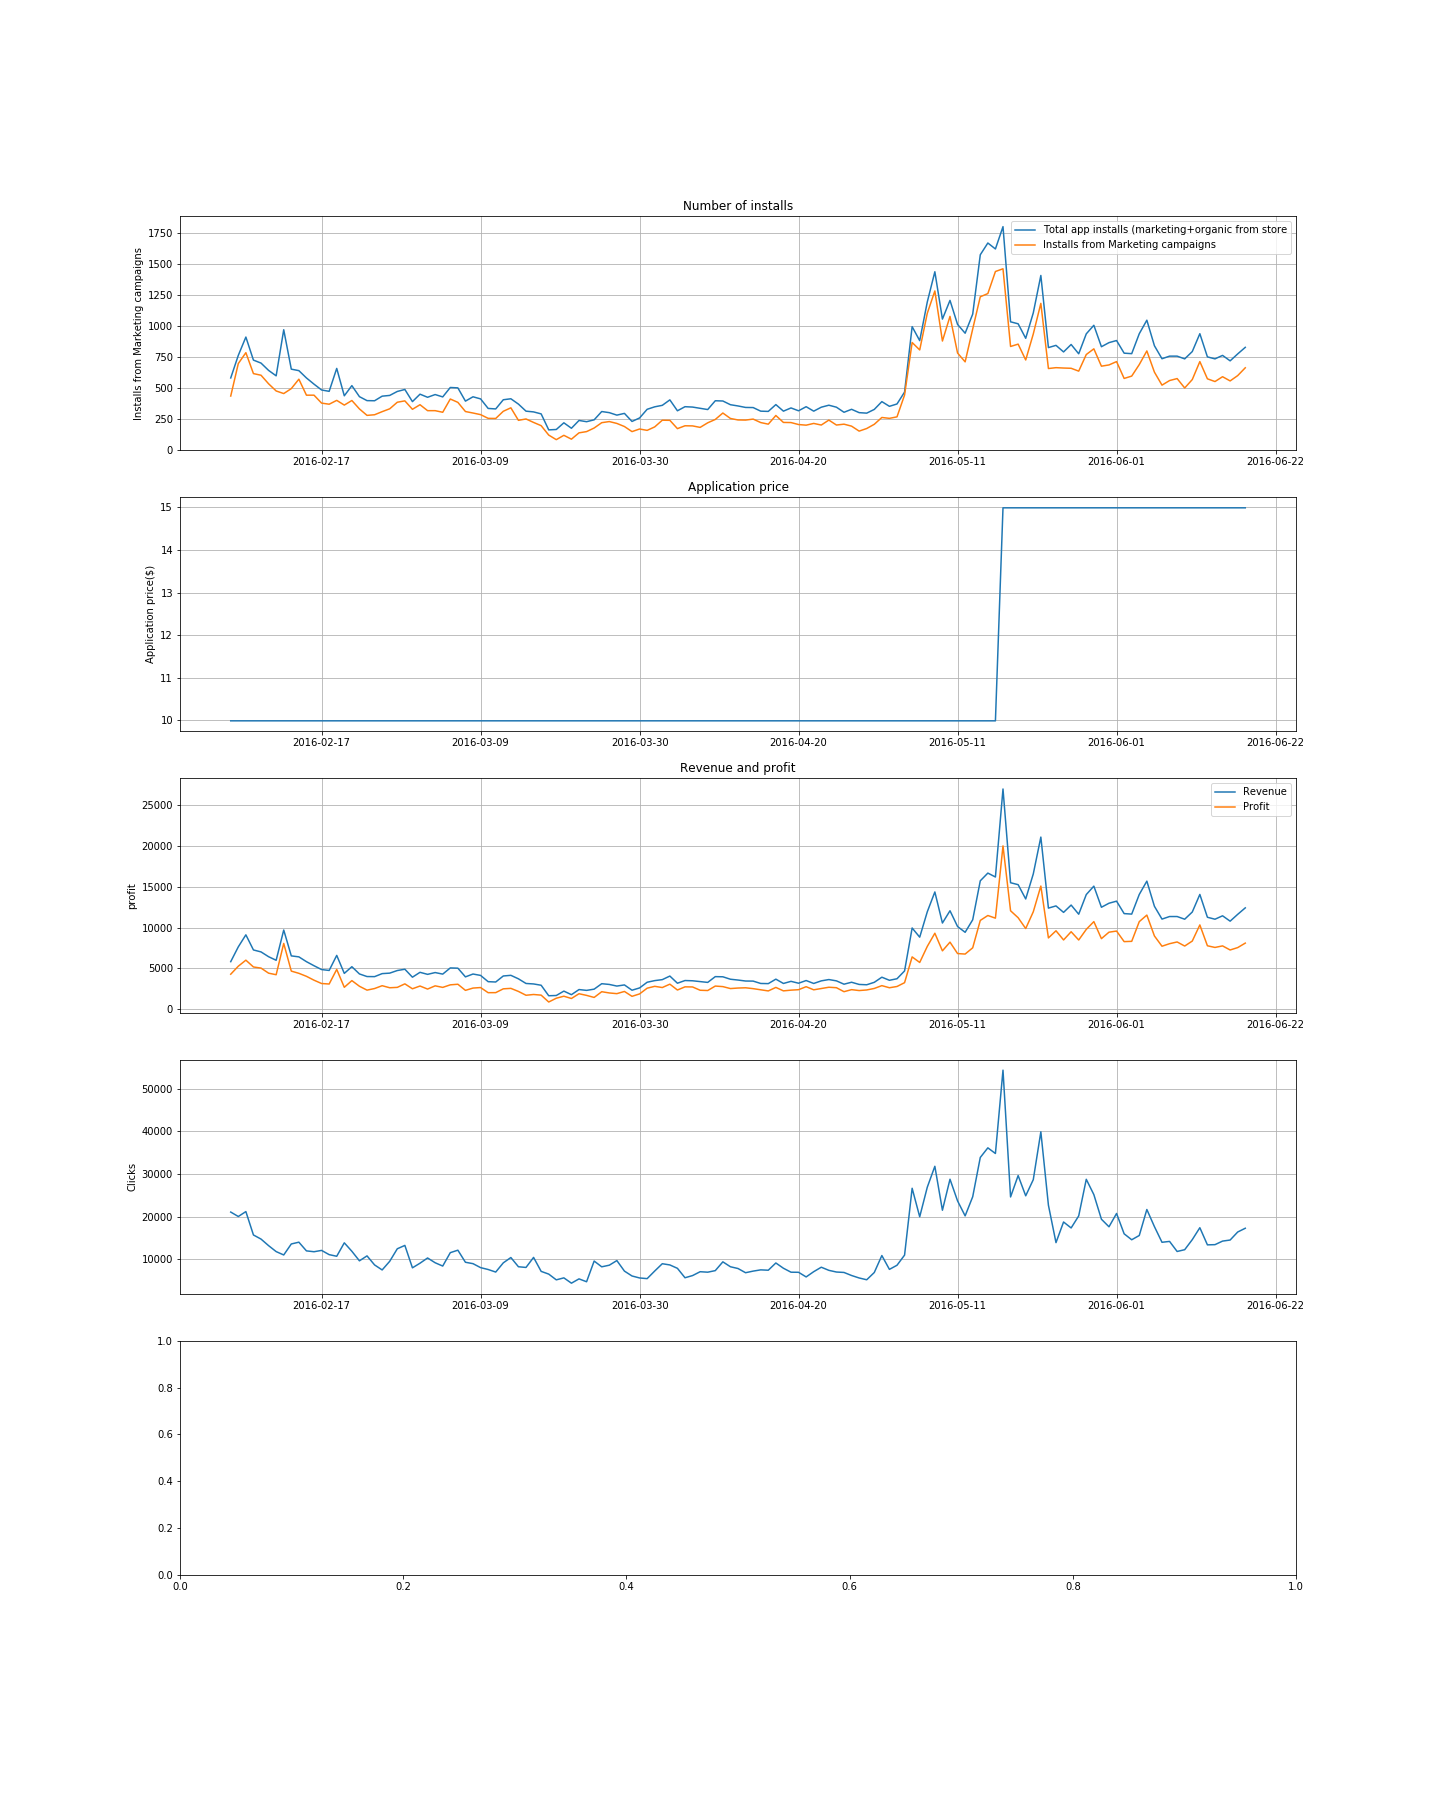 Number of installs
Installs from Marketing campaigns
1750
1500
1250
1000
750
500
250
0
Total app installs (marketing+organic from store
Installs from Marketing campaigns
2016-02-17 2016-03-09 2016-03-30 2016-04-20 2016-05-11 2016-06-01 2016-06-22
Application price
Application price($)
15
14
13
12
11
10
2016-02-17 2016-03-09 2016-03-30 2016-04-20 2016-05-11 2016-06-01 2016-06-22
Revenue and profit
profit
25000
20000
15000
10000
5000
0
Revenue
Profit
2016-02-17 2016-03-09 2016-03-30 2016-04-20 2016-05-11 2016-06-01 2016-06-22
Clicks
50000
40000
30000
20000
10000
2016-02-17 2016-03-09 2016-03-30 2016-04-20 2016-05-11 2016-06-01 2016-06-22
1.0
0.8
0.6
0.4
0.2
0.0
0.0 0.2 0.4 0.6 0.8 1.0